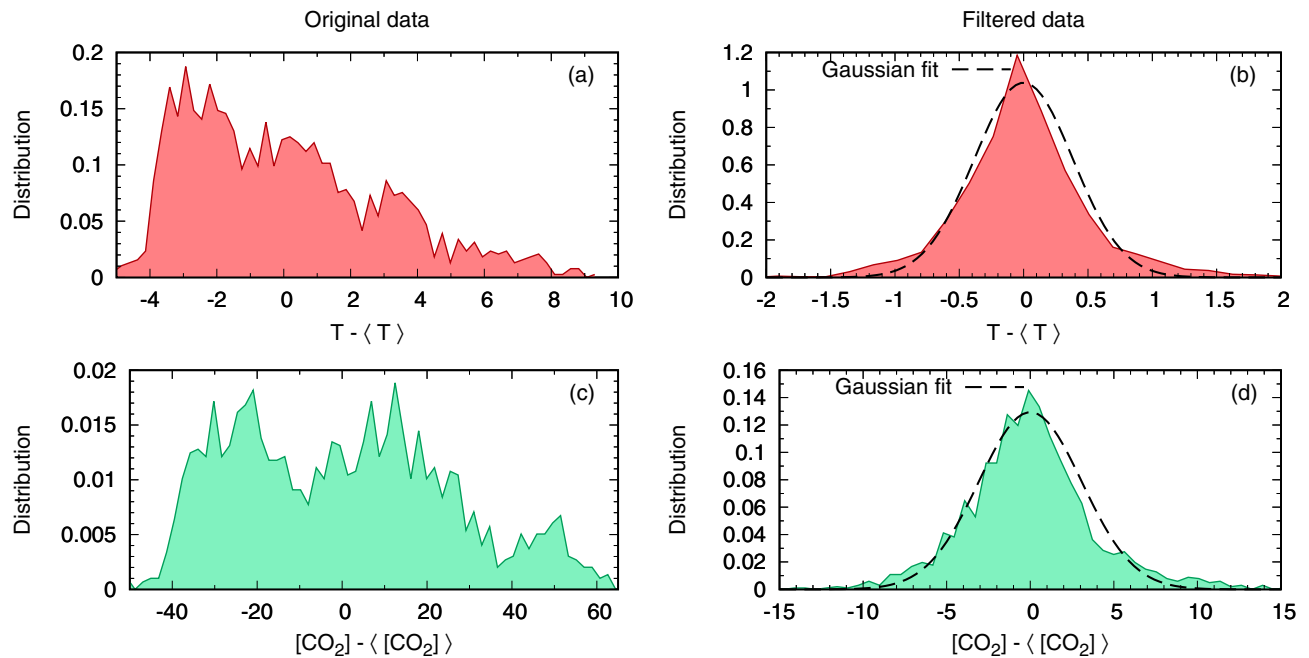 Original data
Filtered data
(a)
Distribution
0.2
0.15
0.1
0.05
0
-4 -2 0 2 4 6 8 10
T - ⟨ T ⟩
(b)
Gaussian fit
Distribution
1.2
1
0.8
0.6
0.4
0.2
0
-2 -1.5 -1 -0.5 0 0.5 1 1.5 2
T - ⟨ T ⟩
(c)
Distribution
0.02
0.015
0.01
0.005
0
-40 -20 0 20 40 60
[CO₂] - ⟨ [CO₂] ⟩
(d)
Gaussian fit
Distribution
0.16
0.14
0.12
0.1
0.08
0.06
0.04
0.02
0
-15 -10 -5 0 5 10 15
[CO₂] - ⟨ [CO₂] ⟩